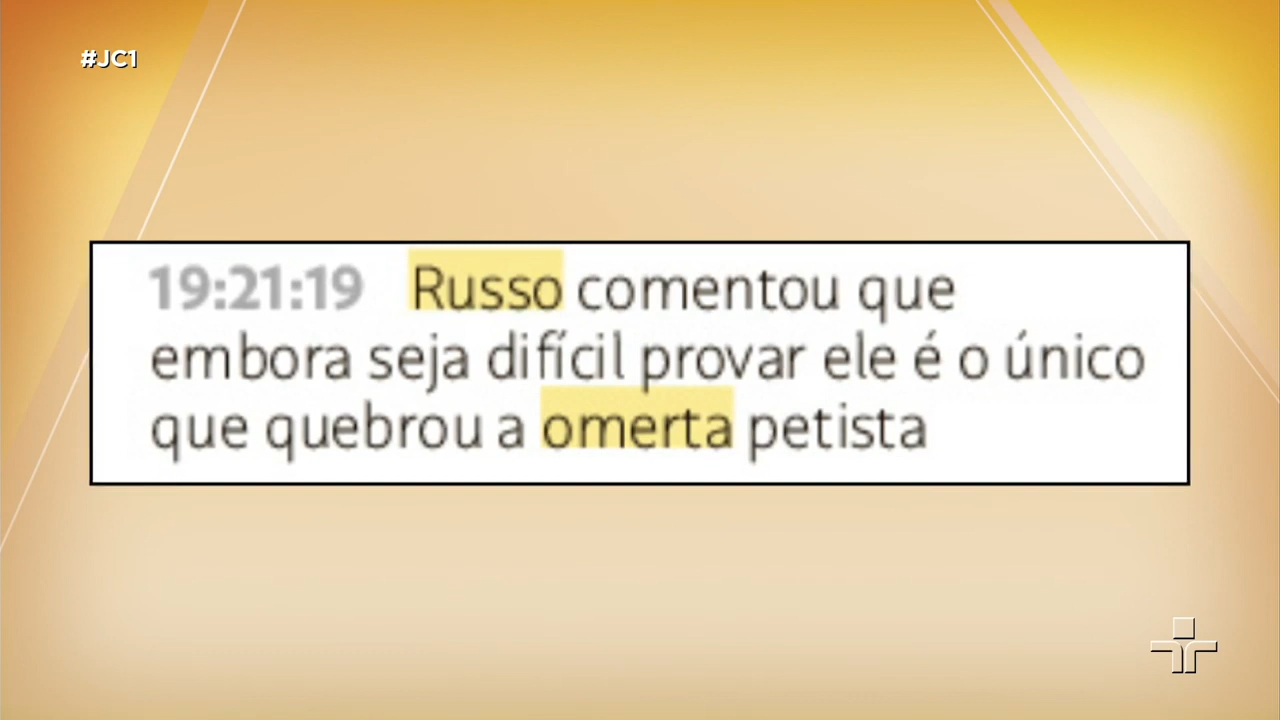 #JC1
19:21:19 Russo comentou que
embora seja difícil provar ele é o único
que quebrou a omerta petista